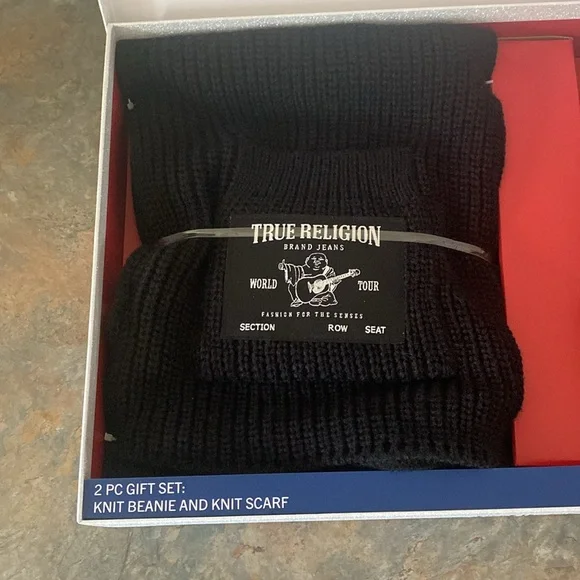 TRUE RELIGION
BRAND JEANS
WORLD TOUR
FASHION FOR THE SENSES
SECTION ROW SEAT
2 PC GIFT SET:
KNIT BEANIE AND KNIT SCARF